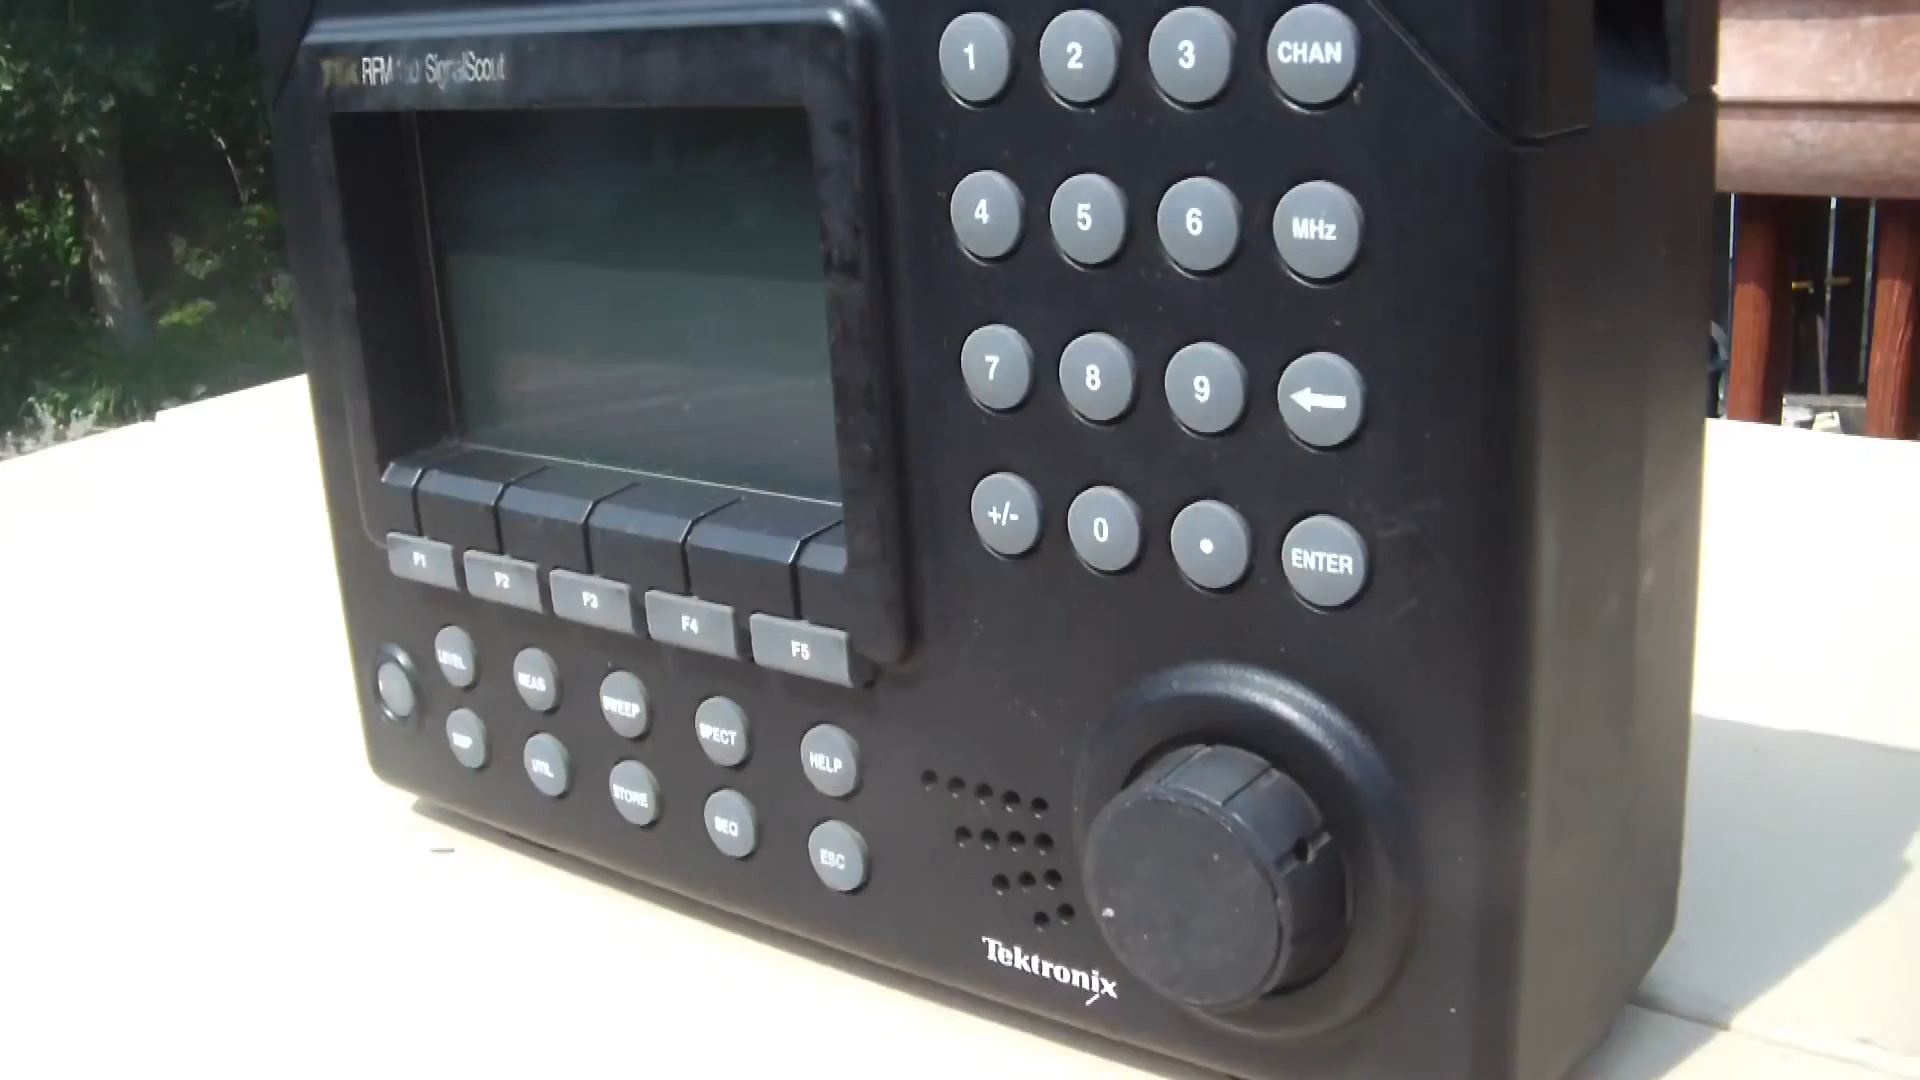 RFM SignalScout
1 2 3 CHAN
4 5 6 MHz
7 8 9
+/- 0 . ENTER
F1 F2 F3 F4 F5
LEVEL MEAS SWEEP SPECT HELP
UTIL STORE SEQ ESC
Tektronix